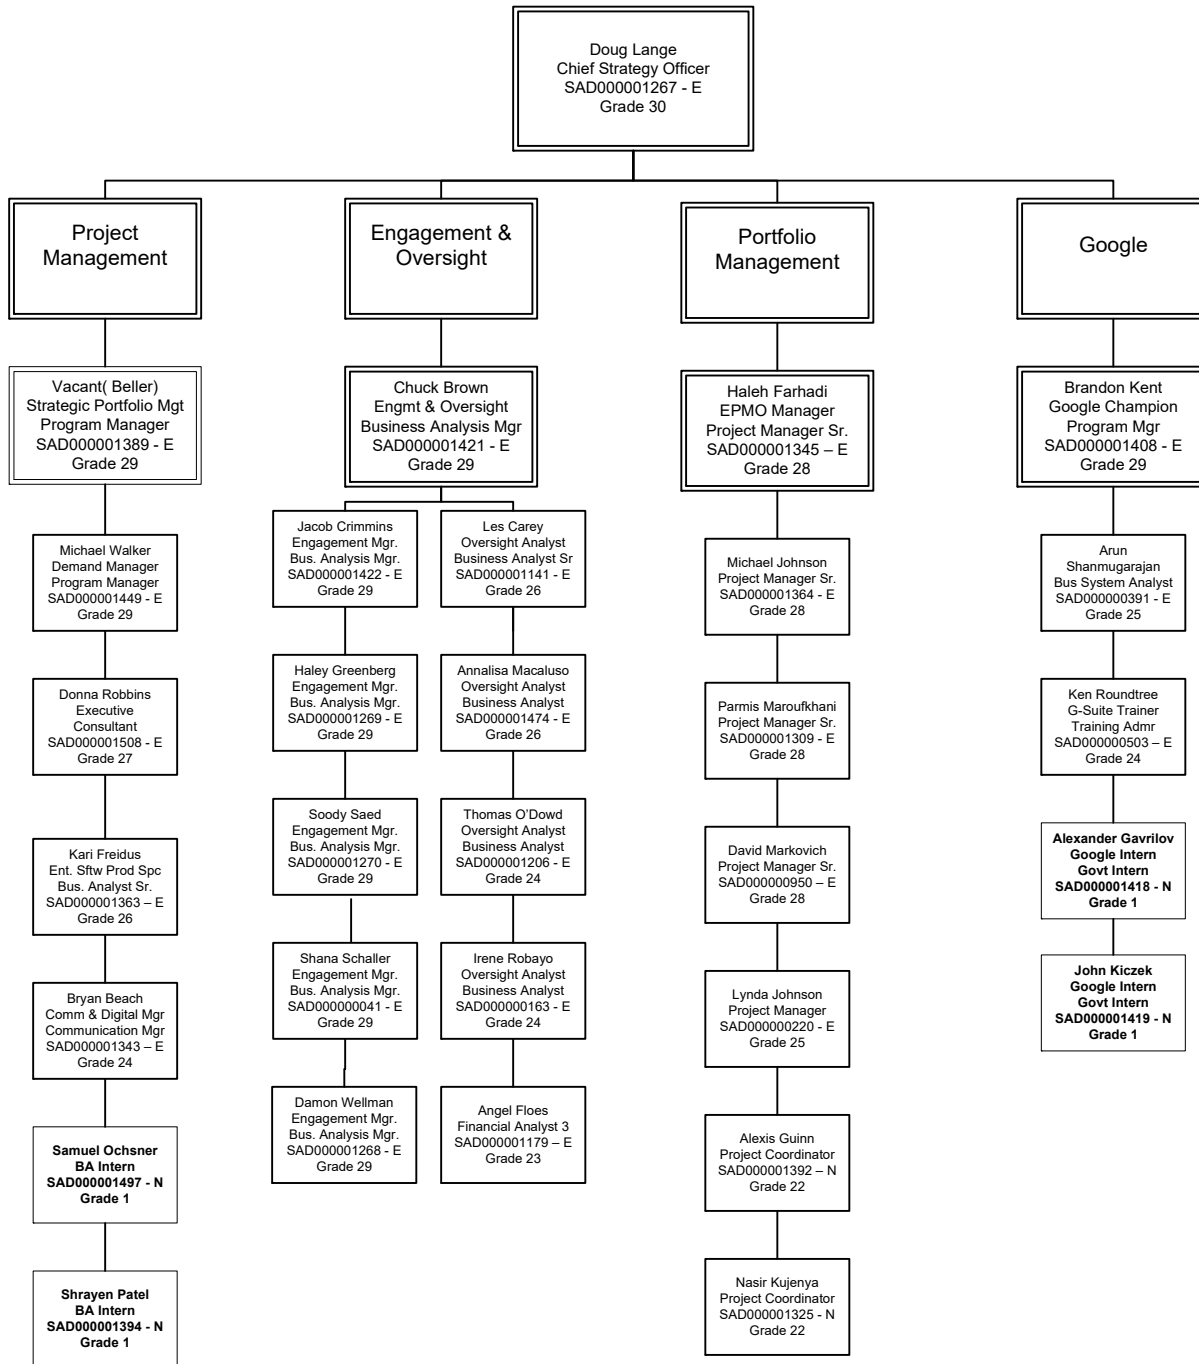 Doug Lange
Chief Strategy Officer
SAD000001267 - E
Grade 30
Project
Management
Engagement &
Oversight
Portfolio
Management
Google
Vacant( Beller)
Strategic Portfolio Mgt
Program Manager
SAD000001389 - E
Grade 29
Chuck Brown
Engmt & Oversight
Business Analysis Mgr
SAD000001421 - E
Grade 29
Haleh Farhadi
EPMO Manager
Project Manager Sr.
SAD000001345 – E
Grade 28
Brandon Kent
Google Champion
Program Mgr
SAD000001408 - E
Grade 29
Michael Walker
Demand Manager
Program Manager
SAD000001449 - E
Grade 29
Donna Robbins
Executive
Consultant
SAD000001508 - E
Grade 27
Kari Freidus
Ent. Sftw Prod Spc
Bus. Analyst Sr.
SAD000001363 – E
Grade 26
Bryan Beach
Comm & Digital Mgr
Communication Mgr
SAD000001343 – E
Grade 24
Samuel Ochsner
BA Intern
SAD000001497 - N
Grade 1
Shrayen Patel
BA Intern
SAD000001394 - N
Grade 1
Jacob Crimmins
Engagement Mgr.
Bus. Analysis Mgr.
SAD000001422 - E
Grade 29
Haley Greenberg
Engagement Mgr.
Bus. Analysis Mgr.
SAD000001269 - E
Grade 29
Soody Saed
Engagement Mgr.
Bus. Analysis Mgr.
SAD000001270 - E
Grade 29
Shana Schaller
Engagement Mgr.
Bus. Analysis Mgr.
SAD000000041 - E
Grade 29
Damon Wellman
Engagement Mgr.
Bus. Analysis Mgr.
SAD000001268 - E
Grade 29
Les Carey
Oversight Analyst
Business Analyst Sr
SAD000001141 - E
Grade 26
Annalisa Macaluso
Oversight Analyst
Business Analyst
SAD000001474 - E
Grade 26
Thomas O'Dowd
Oversight Analyst
Business Analyst
SAD000001206 - E
Grade 24
Irene Robayo
Oversight Analyst
Business Analyst
SAD000000163 - E
Grade 24
Angel Floes
Financial Analyst 3
SAD000001179 – E
Grade 23
Michael Johnson
Project Manager Sr.
SAD000001364 - E
Grade 28
Parmis Maroufkhani
Project Manager Sr.
SAD000001309 - E
Grade 28
David Markovich
Project Manager Sr.
SAD000000950 – E
Grade 28
Lynda Johnson
Project Manager
SAD000000220 - E
Grade 25
Alexis Guinn
Project Coordinator
SAD000001392 – N
Grade 22
Nasir Kujenya
Project Coordinator
SAD000001325 - N
Grade 22
Arun
Shanmugarajan
Bus System Analyst
SAD000000391 - E
Grade 25
Ken Roundtree
G-Suite Trainer
Training Admr
SAD000000503 – E
Grade 24
Alexander Gavrilov
Google Intern
Govt Intern
SAD000001418 - N
Grade 1
John Kiczek
Google Intern
Govt Intern
SAD000001419 - N
Grade 1